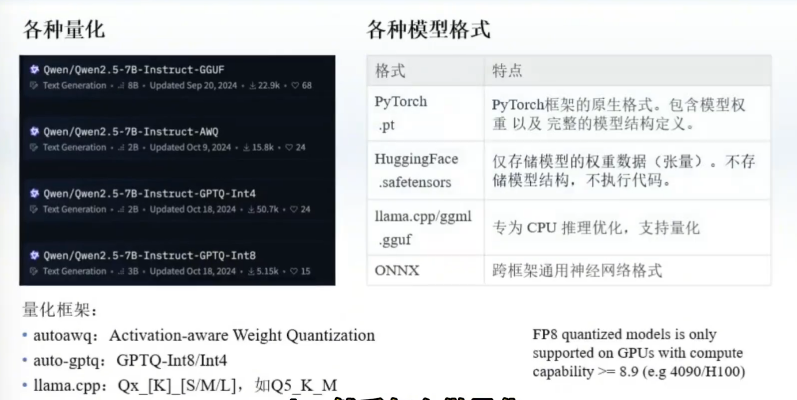 各种量化
Qwen/Qwen2.5-7B-Instruct-GGUF
Text Generation • 8B • Updated Sep 20, 2024 • 22.9k • 68
Qwen/Qwen2.5-7B-Instruct-AWQ
Text Generation • 2B • Updated Oct 9, 2024 • 15.8k • 24
Qwen/Qwen2.5-7B-Instruct-GPTQ-Int4
Text Generation • 2B • Updated Oct 18, 2024 • 50.7k • 24
Qwen/Qwen2.5-7B-Instruct-GPTQ-Int8
Text Generation • 3B • Updated Oct 18, 2024 • 5.15k • 15
各种模型格式
格式 特点
PyTorch
.pt
PyTorch框架的原生格式。包含模型权
重 以及 完整的模型结构定义。
HuggingFace
.safetensors
仅存储模型的权重数据（张量）。不存
储模型结构，不执行代码。
llama.cpp/ggml
.gguf
专为 CPU 推理优化，支持量化
ONNX 跨框架通用神经网络格式
量化框架：
• autoawq：Activation-aware Weight Quantization
• auto-gptq：GPTQ-Int8/Int4
• llama.cpp：Qx_[K]_[S/M/L]，如Q5_K_M
FP8 quantized models is only
supported on GPUs with compute
capability >= 8.9 (e.g 4090/H100)